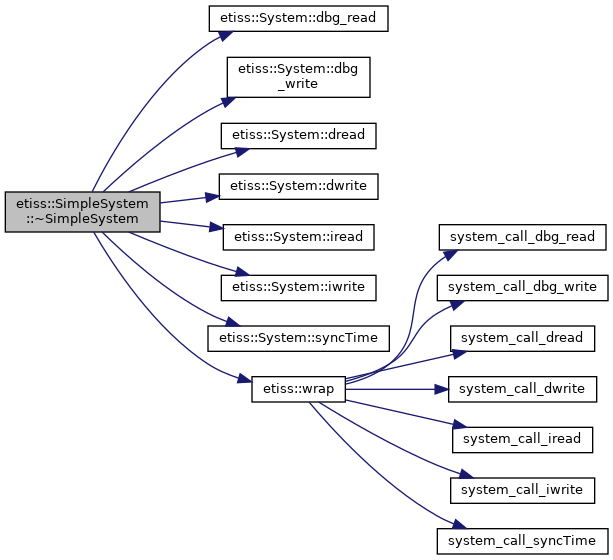 etiss::SimpleSystem
::~SimpleSystem
etiss::System::dbg_read
etiss::System::dbg
_write
etiss::System::dread
etiss::System::dwrite
etiss::System::iread
etiss::System::iwrite
etiss::System::syncTime
etiss::wrap
system_call_dbg_read
system_call_dbg_write
system_call_dread
system_call_dwrite
system_call_iread
system_call_iwrite
system_call_syncTime